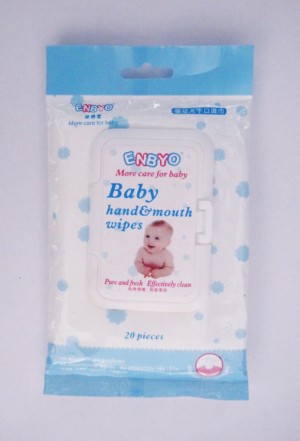 ENBYO
More care for baby
ENBYO
More care for baby
Baby
hand&mouth
wipes
Pure and fresh Effectively clean
20 pieces